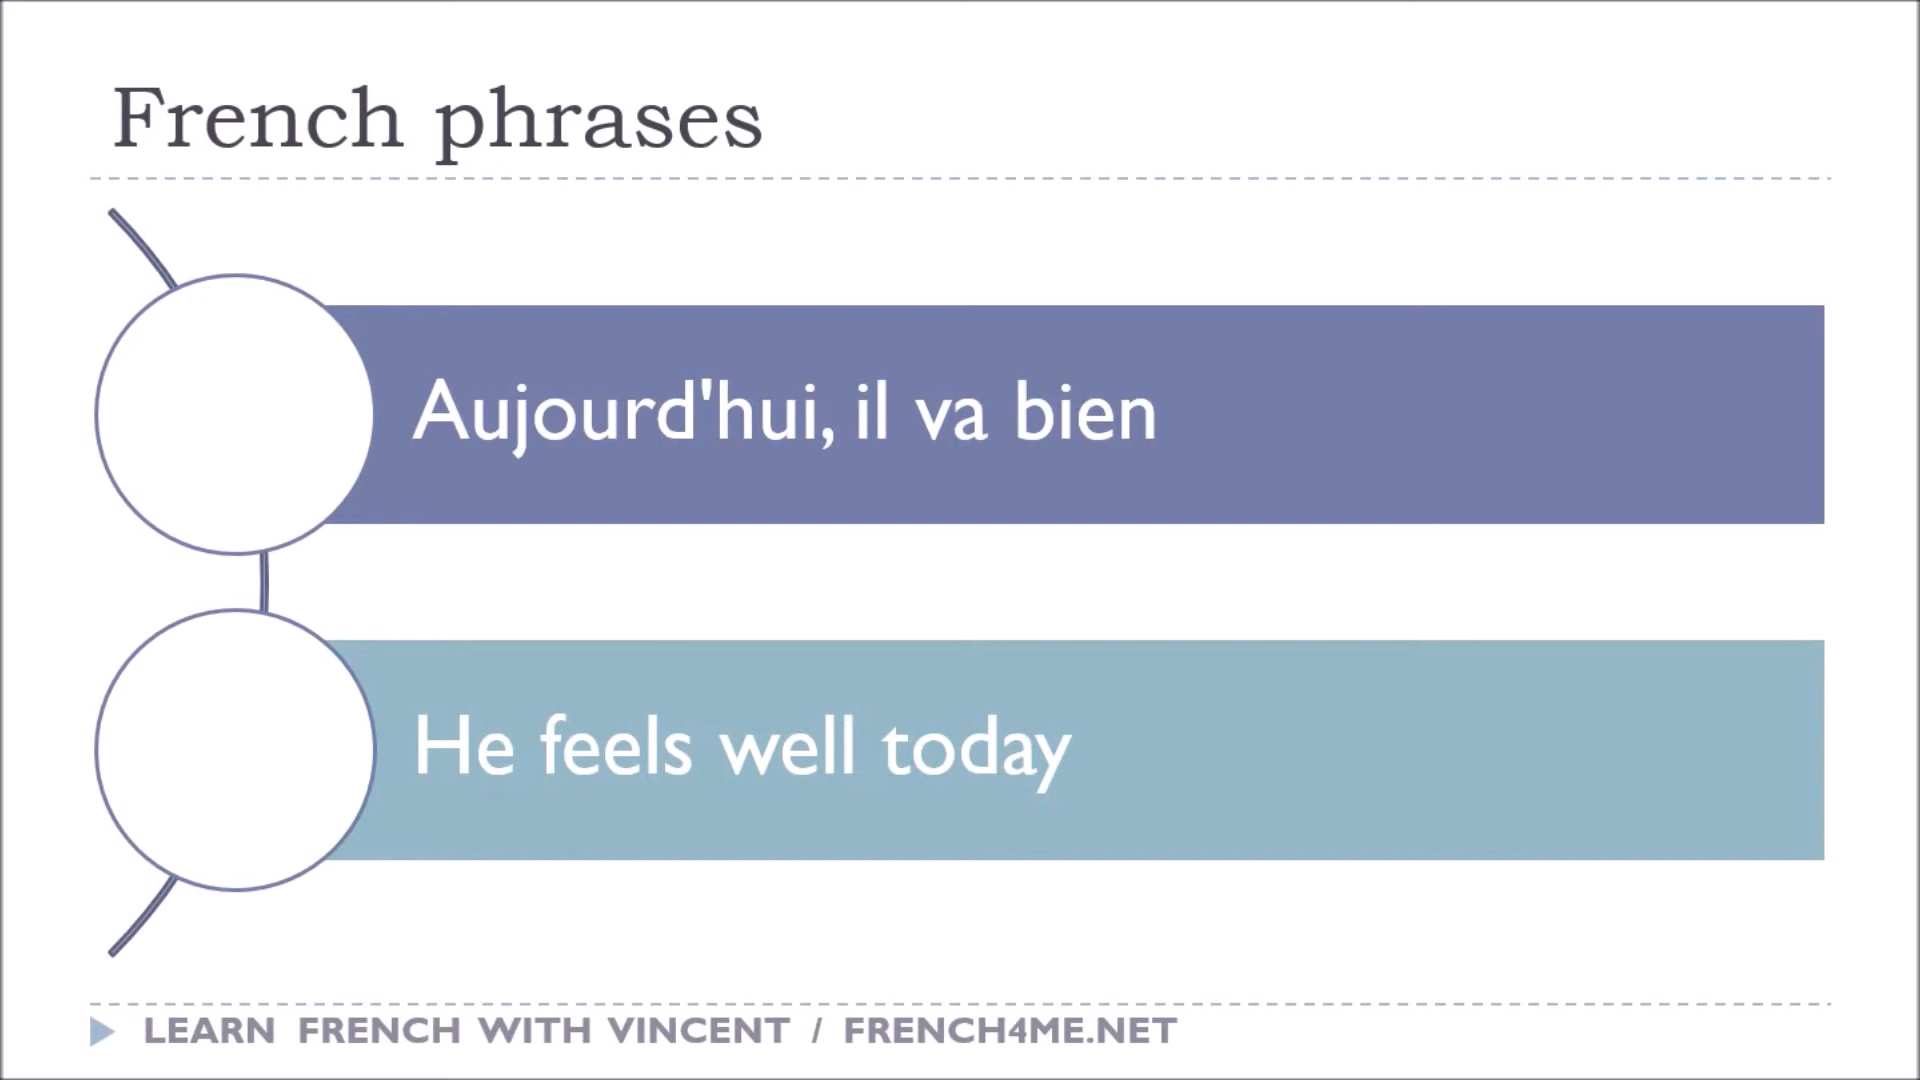 French phrases
Aujourd'hui, il va bien
He feels well today
LEARN FRENCH WITH VINCENT / FRENCH4ME.NET